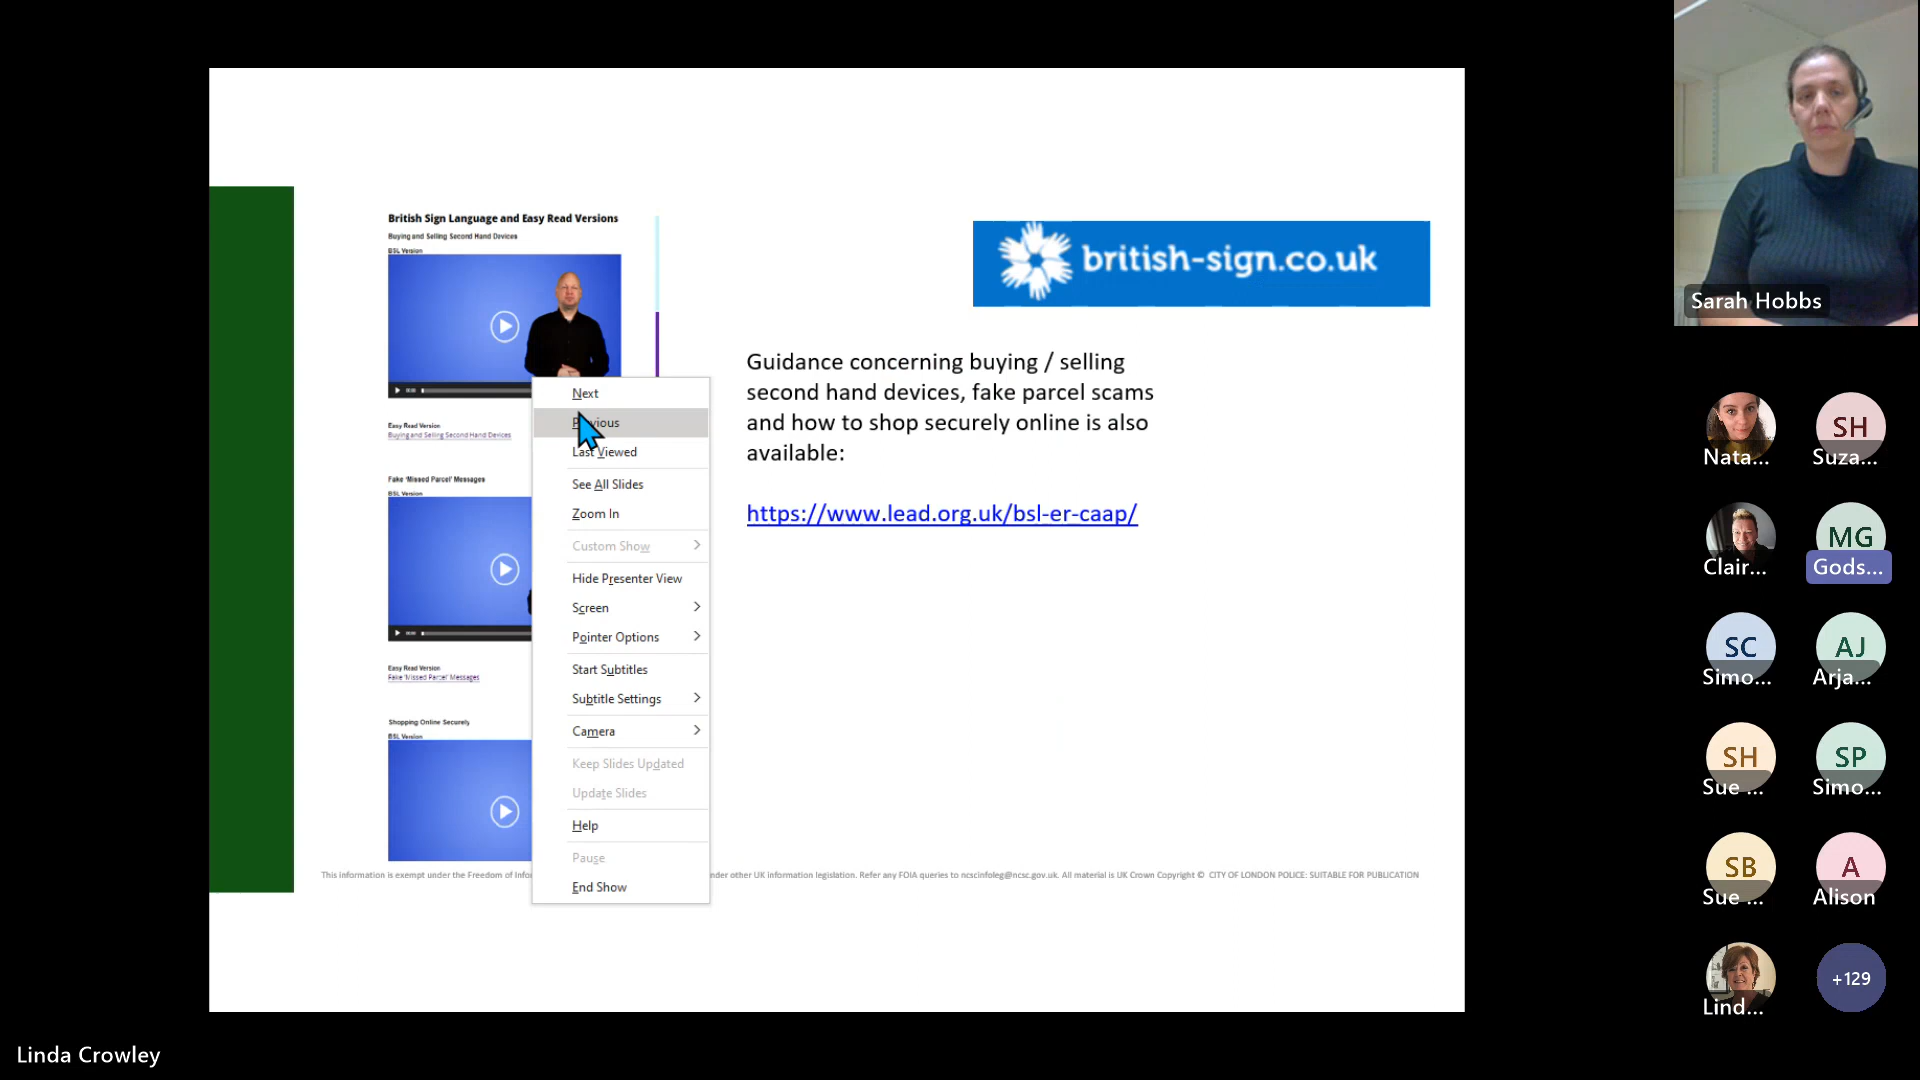 British Sign Language and Easy Read Versions
Buying and Selling Second Hand Devices
BSL Version
Easy Read Version
Buying and Selling Second Hand Devices
Fake 'Missed Parcel' Messages
BSL Version
Easy Read Version
Fake 'Missed Parcel' Messages
Shopping Online Securely
BSL Version
Next
Last Viewed
See All Slides
Zoom In
Custom Show
Hide Presenter View
Screen
Pointer Options
Start Subtitles
Subtitle Settings
Camera
Keep Slides Updated
Update Slides
Help
Pause
End Show
british-sign.co.uk
Guidance concerning buying / selling
second hand devices, fake parcel scams
and how to shop securely online is also
available:
https://www.lead.org.uk/bsl-er-caap/
This information is exempt under the Freedom of
other UK information legislation. Refer any FOIA queries to ncscinfoleg@ncsc.gov.uk. All material is UK Crown Copyright © CITY OF LONDON POLICE: SUITABLE FOR PUBLICATION
Sarah Hobbs
SH
Nata... Suza...
MG
Clair... Gods...
SC AJ
Simo... Arja...
SH SP
Sue ... Simo...
SB A
Sue ... Alison
+129
Lind...
Linda Crowley